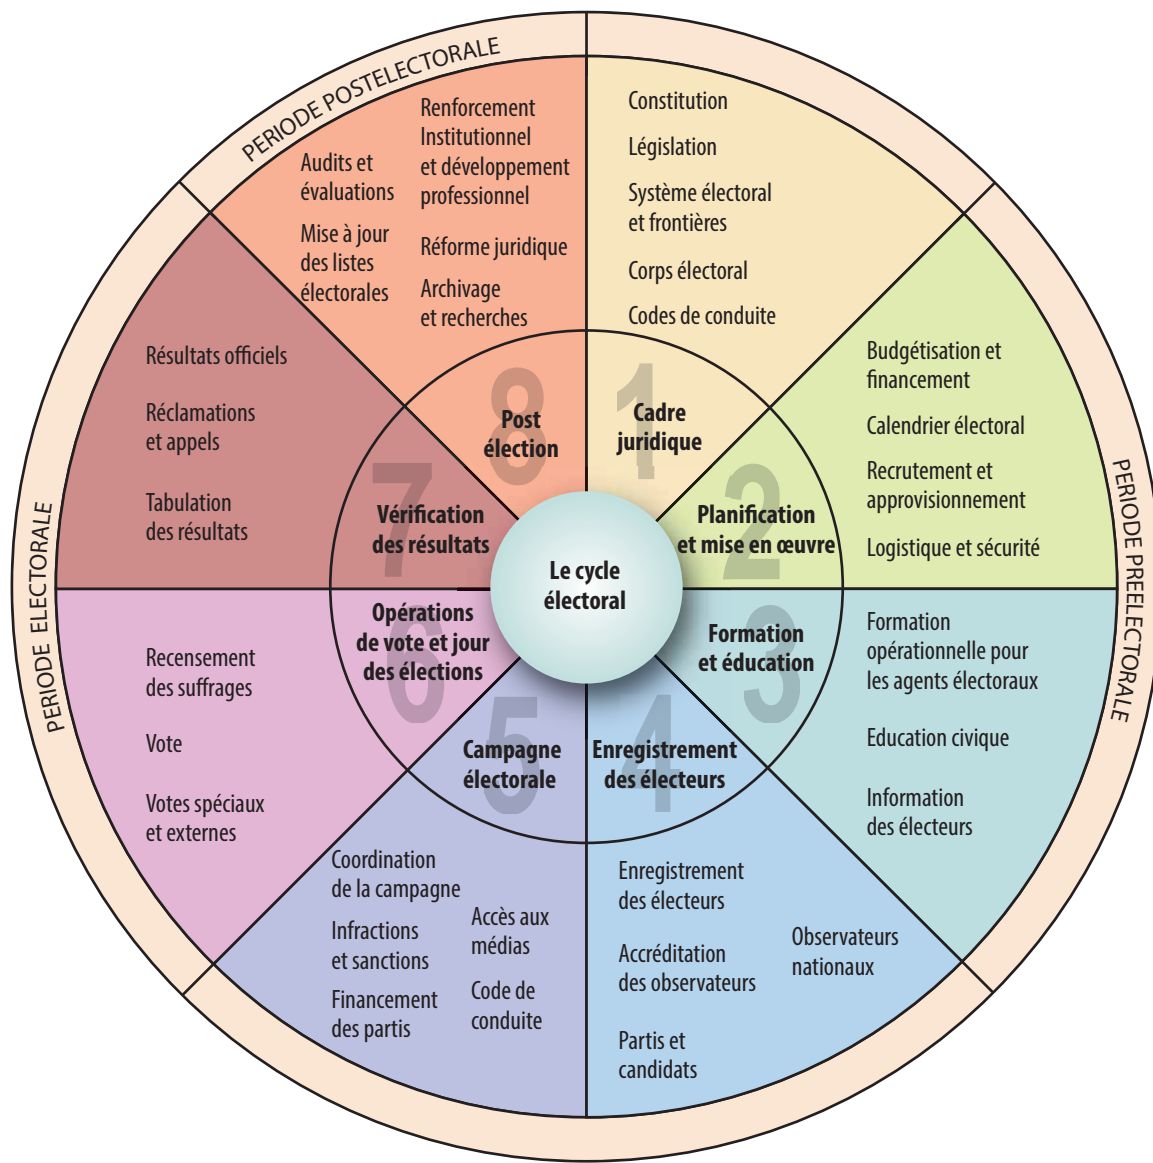 PERIODE POSTELECTORALE
PERIODE PREELECTORALE
PERIODE ELECTORALE
Le cycle
électoral
1
Cadre
juridique
Constitution
Législation
Système électoral
et frontières
Corps électoral
Codes de conduite
2
Planification
et mise en œuvre
Budgétisation et
financement
Calendrier électoral
Recrutement et
approvisionnement
Logistique et sécurité
3
Formation
et éducation
Formation
opérationnelle pour
les agents électoraux
Education civique
Information
des électeurs
4
Enregistrement
des électeurs
Enregistrement
des électeurs
Accréditation
des observateurs
Partis et
candidats
Observateurs
nationaux
5
Campagne
électorale
Coordination
de la campagne
Infractions
et sanctions
Financement
des partis
Accès aux
médias
Code de
conduite
6
Opérations
de vote et jour
des élections
Recensement
des suffrages
Vote
Votes spéciaux
et externes
7
Vérification
des résultats
Résultats officiels
Réclamations
et appels
Tabulation
des résultats
8
Post
élection
Audits et
évaluations
Mise à jour
des listes
électorales
Renforcement
Institutionnel
et développement
professionnel
Réforme juridique
Archivage
et recherches